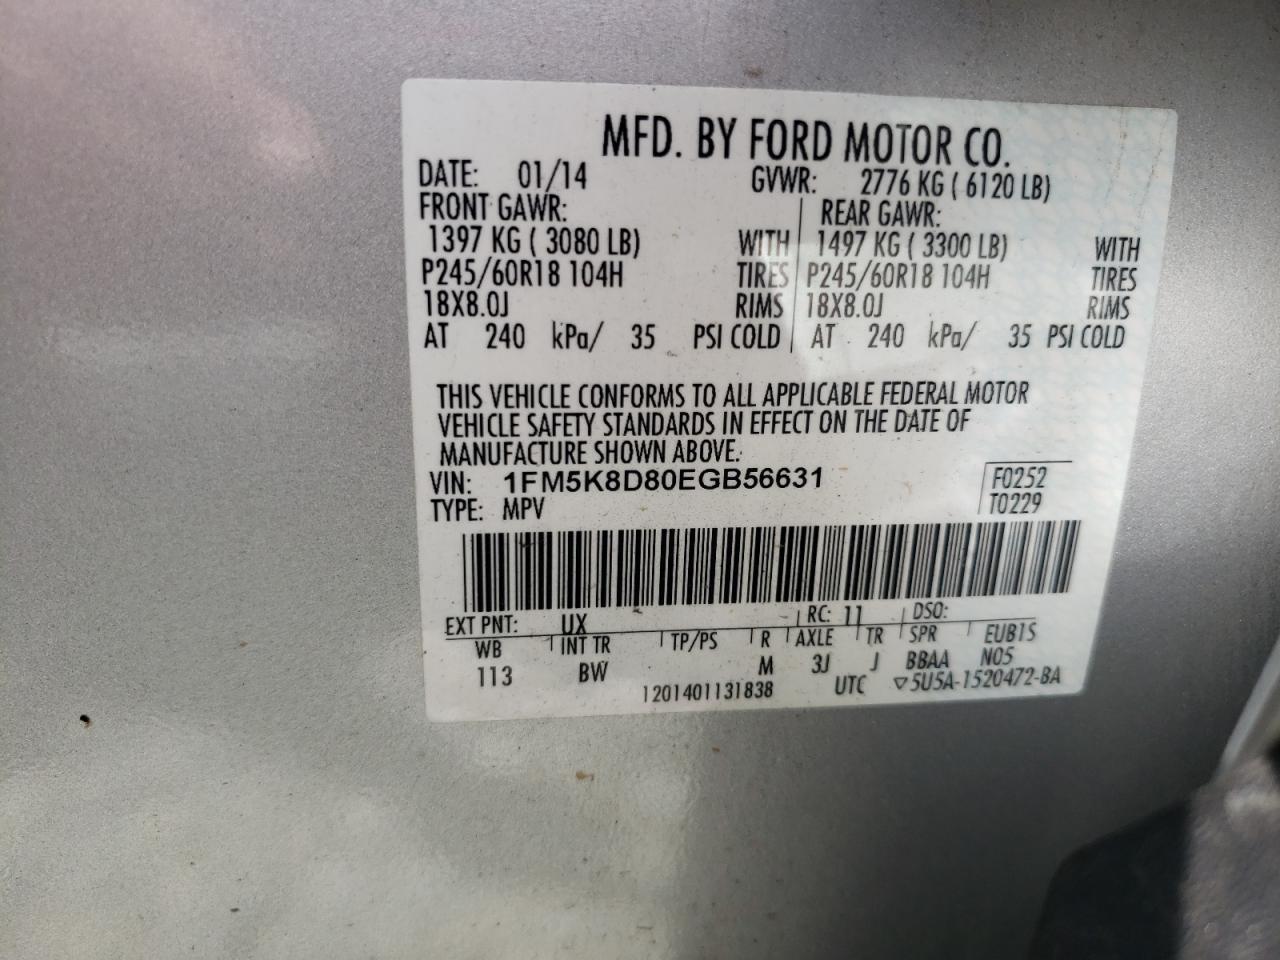 MFD. BY FORD MOTOR CO.
DATE: 01/14 GVWR: 2776 KG ( 6120 LB)
FRONT GAWR: REAR GAWR:
1397 KG ( 3080 LB) WITH 1497 KG ( 3300 LB) WITH
P245/60R18 104H TIRES P245/60R18 104H TIRES
18X8.0J RIMS 18X8.0J RIMS
AT 240 kPa/ 35 PSI COLD AT 240 kPa/ 35 PSI COLD
THIS VEHICLE CONFORMS TO ALL APPLICABLE FEDERAL MOTOR
VEHICLE SAFETY STANDARDS IN EFFECT ON THE DATE OF
MANUFACTURE SHOWN ABOVE.
VIN: 1FM5K8D80EGB56631 F0252
TYPE: MPV T0229
EXT PNT: UX RC: 11 DSO:
WB INT TR TP/PS R AXLE TR SPR EUB1S
113 BW M 3J J BBAA N05
1201401131838 UTC ▽5U5A-1520472-BA